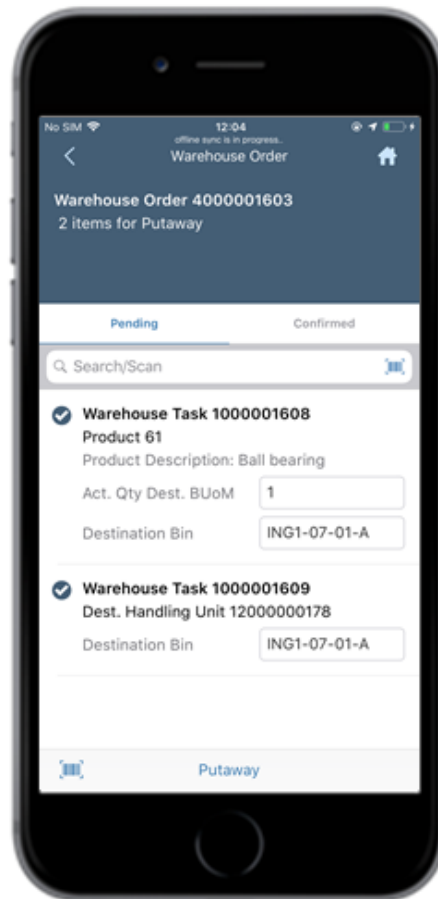 No SIM 12:04
offline sync is in progress..
Warehouse Order
Warehouse Order 4000001603
2 items for Putaway
Pending Confirmed
Search/Scan
Warehouse Task 1000001608
Product 61
Product Description: Ball bearing
Act. Qty Dest. BUoM 1
Destination Bin ING1-07-01-A
Warehouse Task 1000001609
Dest. Handling Unit 12000000178
Destination Bin ING1-07-01-A
Putaway